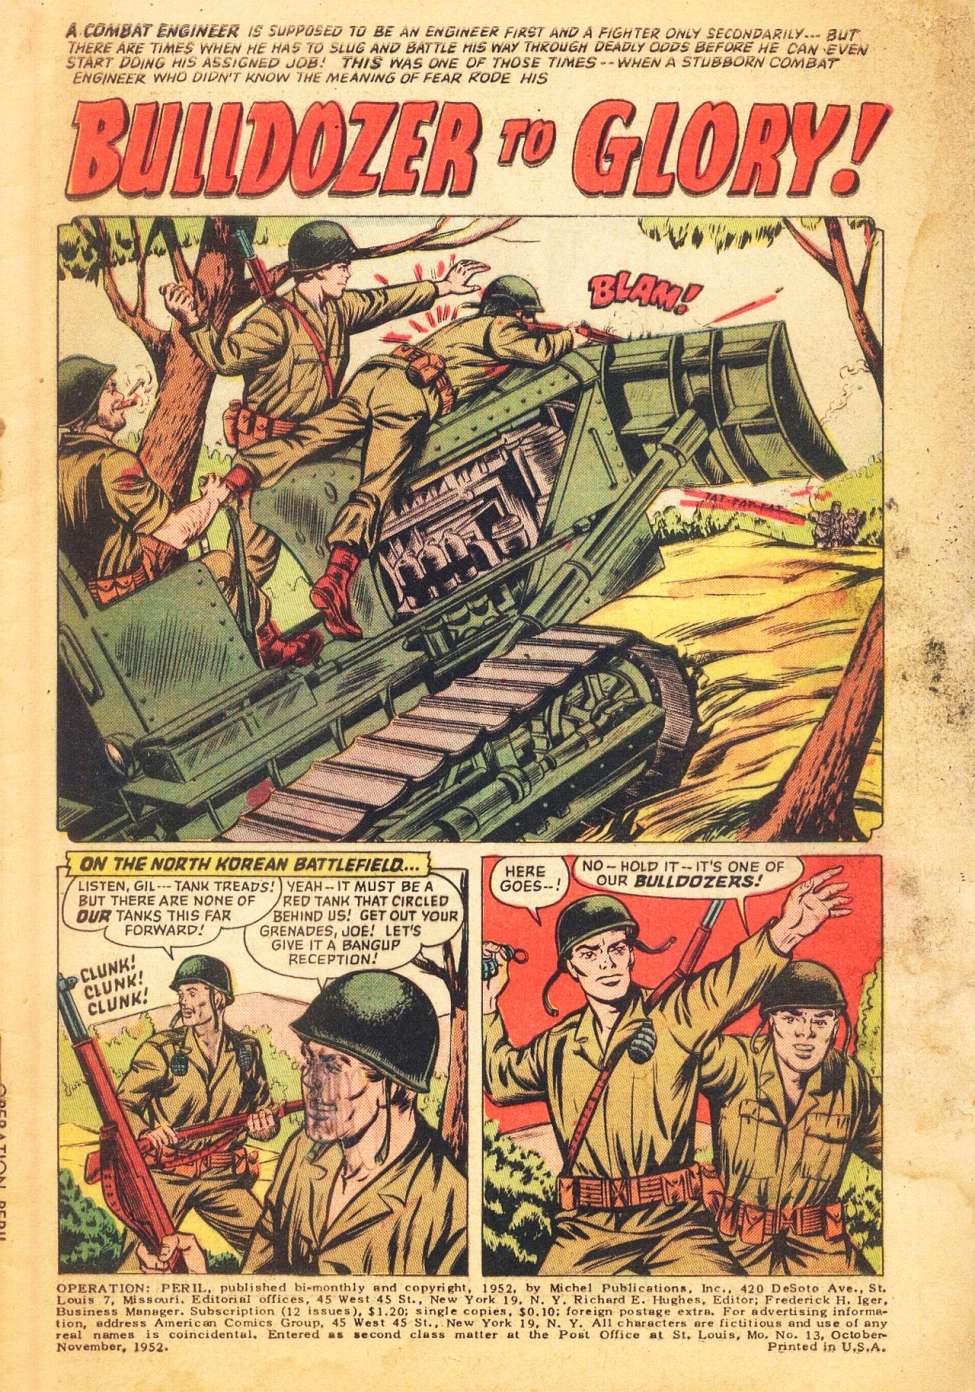 A COMBAT ENGINEER IS SUPPOSED TO BE AN ENGINEER FIRST AND A FIGHTER ONLY SECONDARILY--- BUT
THERE ARE TIMES WHEN HE HAS TO SLUG AND BATTLE HIS WAY THROUGH DEADLY ODDS BEFORE HE CAN EVEN
START DOING HIS ASSIGNED JOB! THIS WAS ONE OF THOSE TIMES--WHEN A STUBBORN COMBAT
ENGINEER WHO DIDN'T KNOW THE MEANING OF FEAR RODE HIS
BULLDOZER TO GLORY!
BLAM!
TAT-TAT-TAT-
ON THE NORTH KOREAN BATTLEFIELD...
LISTEN, GIL---TANK TREADS!
BUT THERE ARE NONE OF
OUR TANKS THIS FAR
FORWARD!
YEAH--IT MUST BE A
RED TANK THAT CIRCLED
BEHIND US! GET OUT YOUR
GRENADES, JOE! LET'S
GIVE IT A BANGUP
RECEPTION!
CLUNK!
CLUNK!
CLUNK!
HERE
GOES--!
NO--HOLD IT--IT'S ONE OF
OUR BULLDOZERS!
OPERATION: PERIL, published bi-monthly and copyright, 1952, by Michel Publications, Inc., 420 DeSoto Ave., St.
Louis 7, Missouri. Editorial offices, 45 West 45 St., New York 19, N. Y. Richard E. Hughes, Editor; Frederick H. Iger,
Business Manager. Subscription (12 issues), $1.20; single copies, $0.10; foreign postage extra. For advertising informa-
tion, address American Comics Group, 45 West 45 St., New York 19, N. Y. All characters are fictitious and use of any
real names is coincidental. Entered as second class matter at the Post Office at St. Louis, Mo. No. 13, October-
November, 1952.
Printed in U.S.A.
OPERATION: PERIL